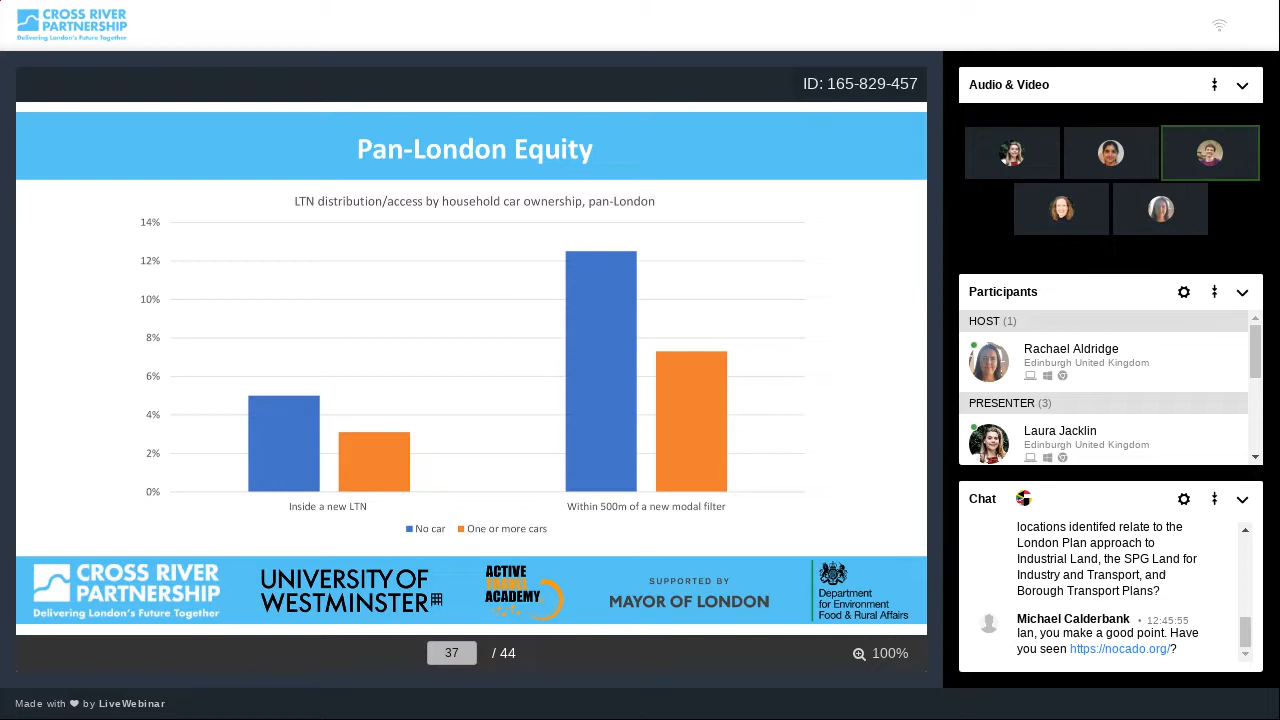 CROSS RIVER
PARTNERSHIP
Delivering London's Future Together
ID: 165-829-457
Pan-London Equity
LTN distribution/access by household car ownership, pan-London
14%
12%
10%
8%
6%
4%
2%
0%
Inside a new LTN
Within 500m of a new modal filter
No car
One or more cars
CROSS RIVER
PARTNERSHIP
Delivering London's Future Together
UNIVERSITY OF
WESTMINSTER
ACTIVE
TRAVEL
ACADEMY
SUPPORTED BY
MAYOR OF LONDON
Department
for Environment
Food & Rural Affairs
37 / 44
100%
Audio & Video
Participants
HOST (1)
Rachael Aldridge
Edinburgh United Kingdom
PRESENTER (3)
Laura Jacklin
Edinburgh United Kingdom
Chat
locations identifed relate to the
London Plan approach to
Industrial Land, the SPG Land for
Industry and Transport, and
Borough Transport Plans?
Michael Calderbank • 12:45:55
Ian, you make a good point. Have
you seen https://nocado.org/?
Made with ❤ by LiveWebinar